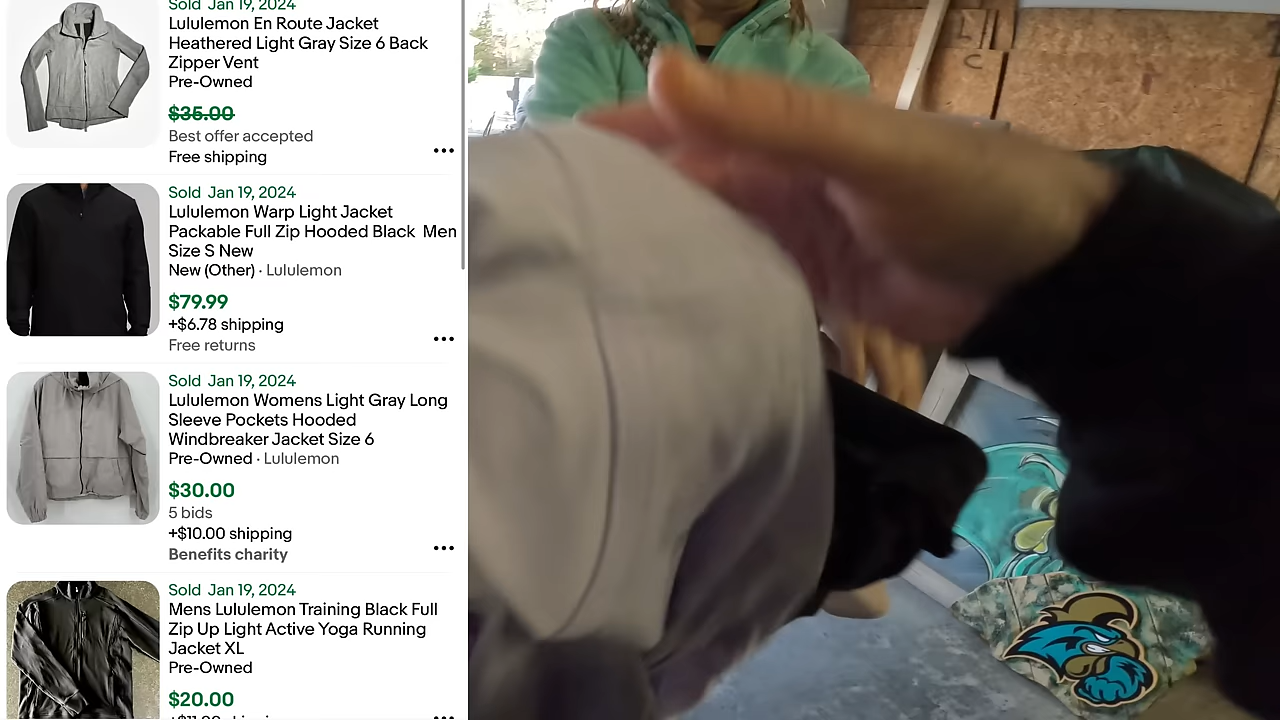 Sold Jan 19, 2024
Lululemon En Route Jacket
Heathered Light Gray Size 6 Back
Zipper Vent
Pre-Owned
$35.00
Best offer accepted
Free shipping
Sold Jan 19, 2024
Lululemon Warp Light Jacket
Packable Full Zip Hooded Black Men
Size S New
New (Other) · Lululemon
$79.99
+$6.78 shipping
Free returns
Sold Jan 19, 2024
Lululemon Womens Light Gray Long
Sleeve Pockets Hooded
Windbreaker Jacket Size 6
Pre-Owned · Lululemon
$30.00
5 bids
+$10.00 shipping
Benefits charity
Sold Jan 19, 2024
Mens Lululemon Training Black Full
Zip Up Light Active Yoga Running
Jacket XL
Pre-Owned
$20.00